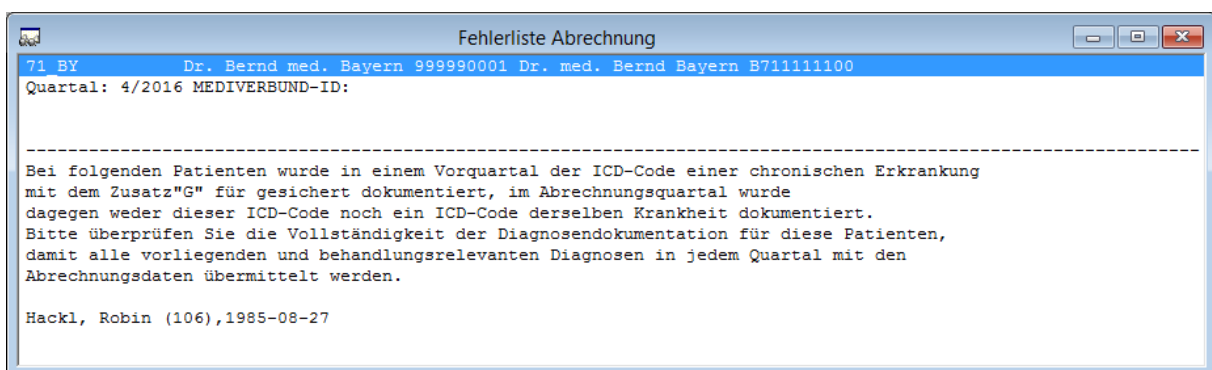 Fehlerliste Abrechnung
71_BY Dr. Bernd med. Bayern 999990001 Dr. med. Bernd Bayern B711111100
Quartal: 4/2016 MEDIVERBUND-ID:
----------------------------------------------------------------------------------------------------
Bei folgenden Patienten wurde in einem Vorquartal der ICD-Code einer chronischen Erkrankung
mit dem Zusatz"G" für gesichert dokumentiert, im Abrechnungsquartal wurde
dagegen weder dieser ICD-Code noch ein ICD-Code derselben Krankheit dokumentiert.
Bitte überprüfen Sie die Vollständigkeit der Diagnosendokumentation für diese Patienten,
damit alle vorliegenden und behandlungsrelevanten Diagnosen in jedem Quartal mit den
Abrechnungsdaten übermittelt werden.
Hackl, Robin (106),1985-08-27